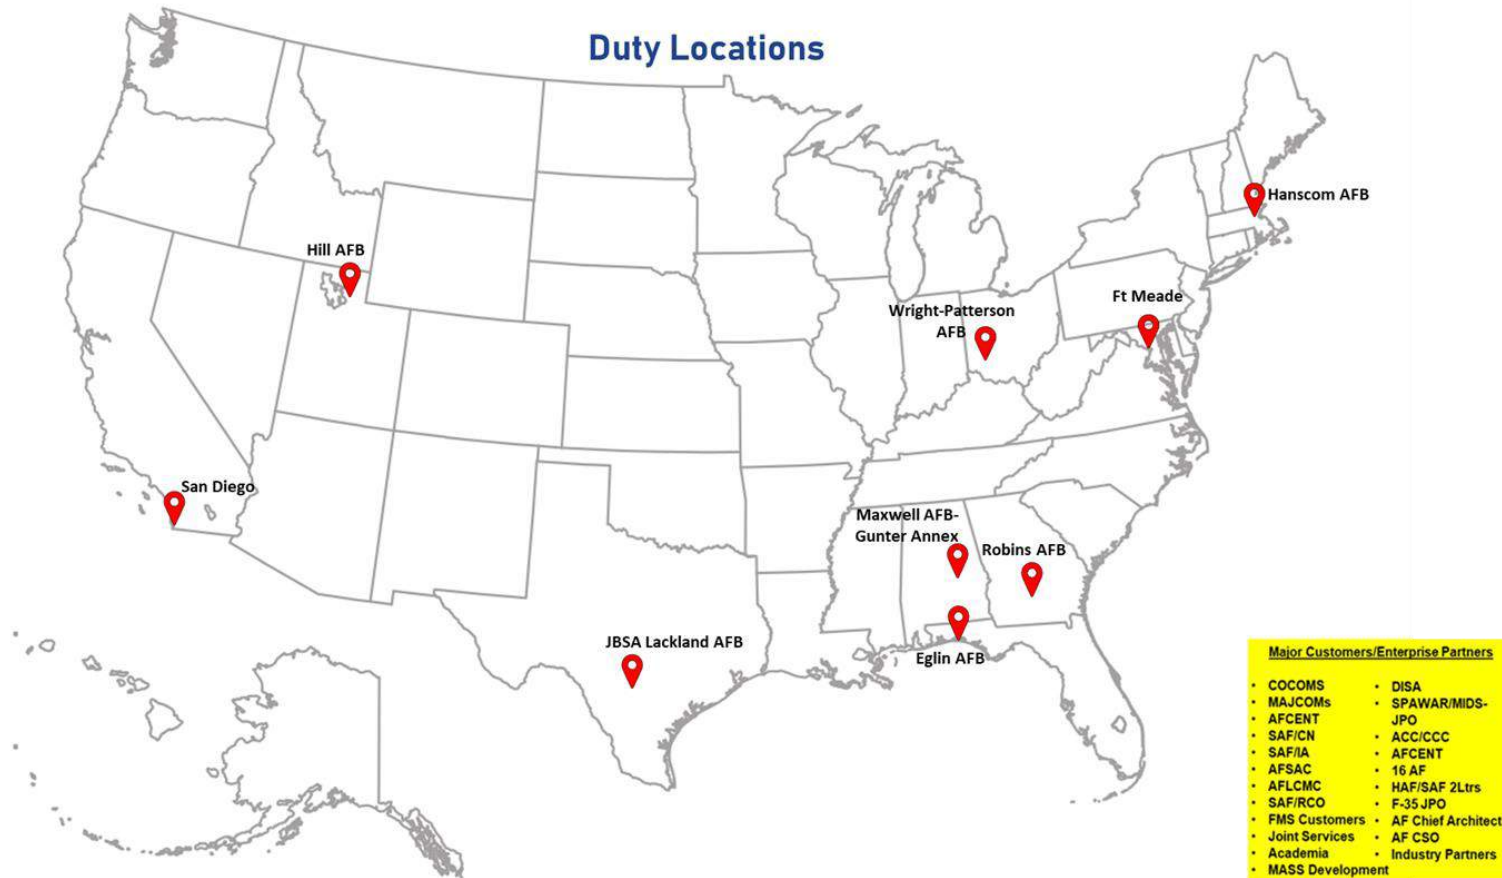 Duty Locations
Hanscom AFB
Hill AFB
Ft Meade
Wright-Patterson
AFB
San Diego
Maxwell AFB-
Gunter Annex
Robins AFB
JBSA Lackland AFB
Eglin AFB
Major Customers/Enterprise Partners
• COCOMS
• MAJCOMs
• AFCENT
• SAF/CN
• SAF/IA
• AFSAC
• AFLCMC
• SAF/RCO
• FMS Customers
• Joint Services
• Academia
• MASS Development
• DISA
• SPAWAR/MIDS-
JPO
• ACC/CCC
• AFCENT
• 16 AF
• HAF/SAF 2Ltrs
• F-35 JPO
• AF Chief Architect
• AF CSO
• Industry Partners